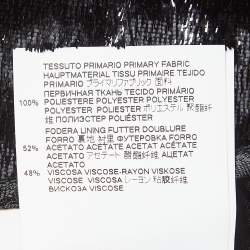 TESSUTO PRIMARIO PRIMARY FABRIC
HAUPTMATERIAL TISSU PRIMAIRE TEJIDO
PRIMARIO プライマリファブリック 面料
ПЕРВИЧНАЯ ТКАНЬ TECIDO PRIMÁRIO
100% POLIESTERE POLYESTER POLYESTER
POLYESTER POLIÉSTER ポリエステル 聚酯纤
维 ПОЛИЭСТЕР POLIÉSTER
FODERA LINING FUTTER DOUBLURE
FORRO 裏地 衬里 ФУТЕРОВКА FORRO
52% ACETATO ACETATE ACETAT ACÉTATE
ACETATO アセテート 醋酯纤维 АЦЕТАТ
ACETATO
48% VISCOSA VISCOSE-RAYON VISKOSE
VISCOSE VISCOSA レーヨン 粘胶纤维
ВИСКОЗА VISCOSE